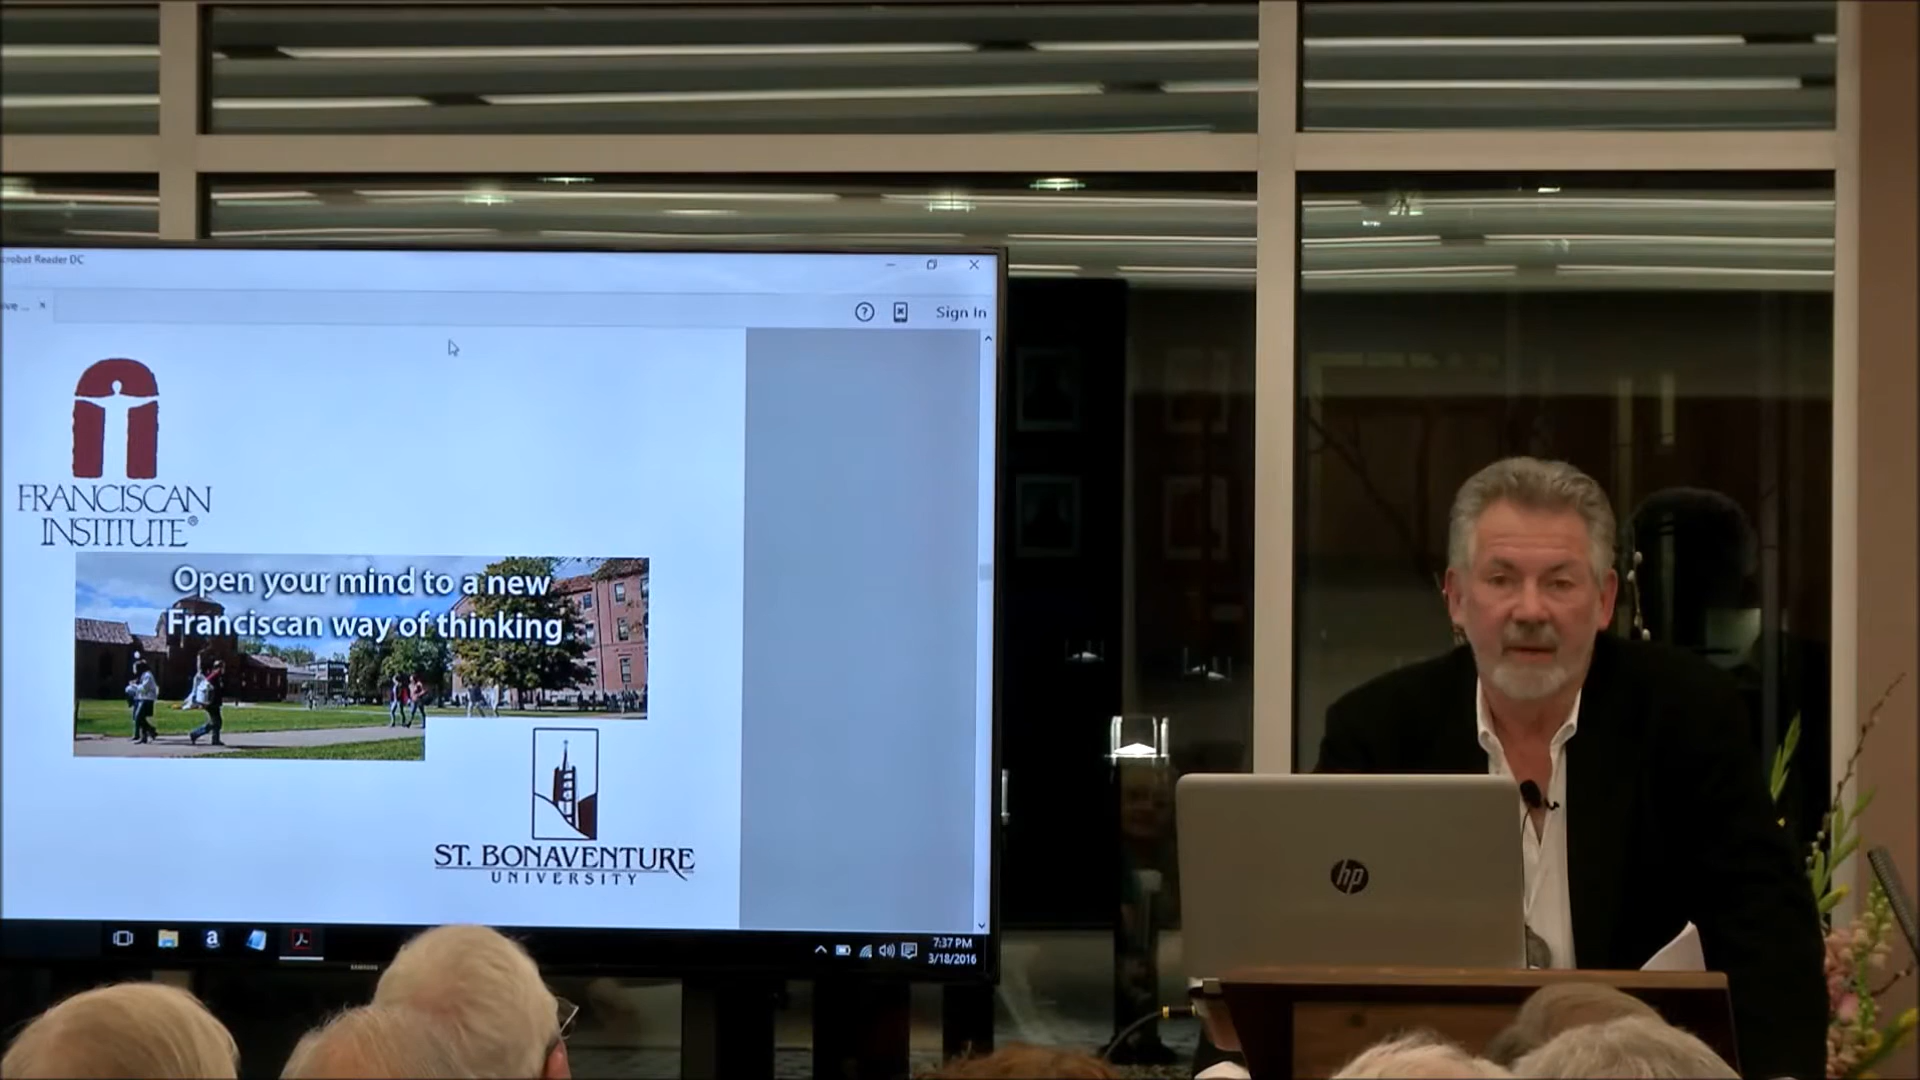 crobat Reader DC
ive ...
Sign In
FRANCISCAN
INSTITUTE®
Open your mind to a new
Franciscan way of thinking
ST. BONAVENTURE
UNIVERSITY
7:37 PM
3/18/2016
SAMSUNG
hp